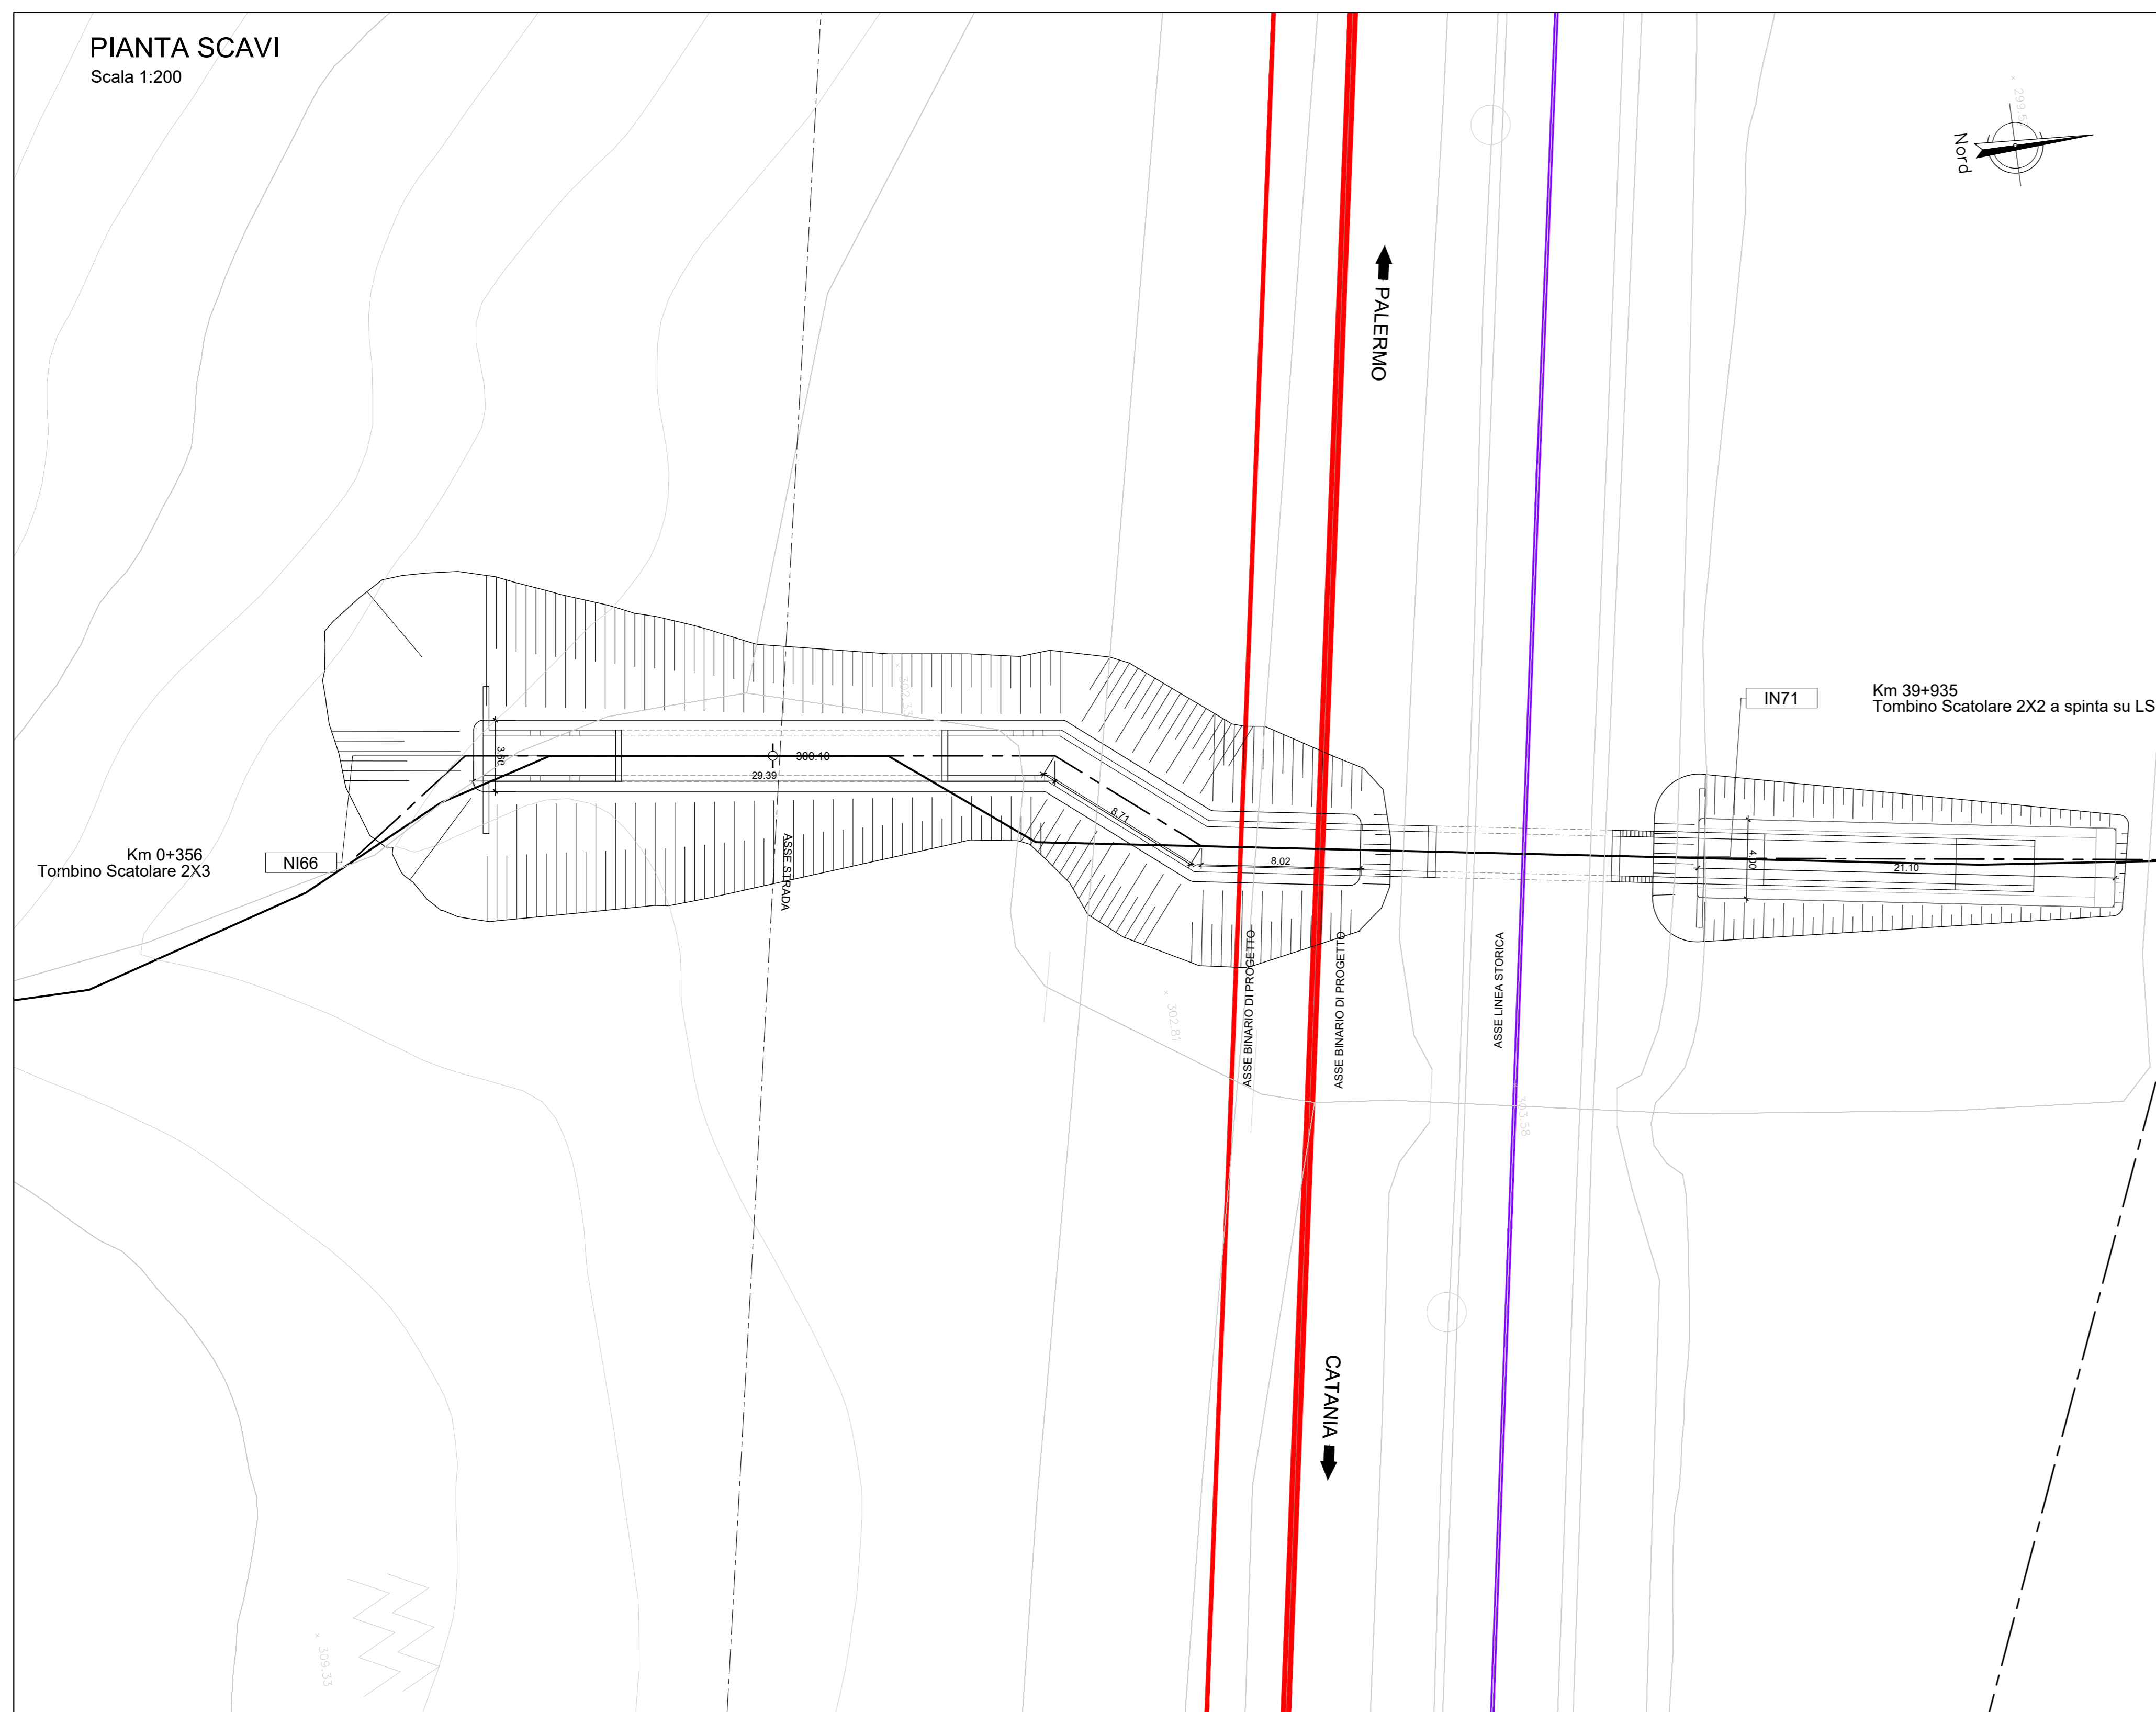 PIANTA SCAVI
Scala 1:200
Nord
PALERMO
Km 39+935
Tombino Scatolare 2X2 a spinta su LS
IN71
3.60
300.10
29.39
8.71
8.02
4.00
21.10
Km 0+356
Tombino Scatolare 2X3
NI66
ASSE STRADA
ASSE BINARIO DI PROGETTO
ASSE BINARIO DI PROGETTO
ASSE LINEA STORICA
302.81
CATANIA
309.33